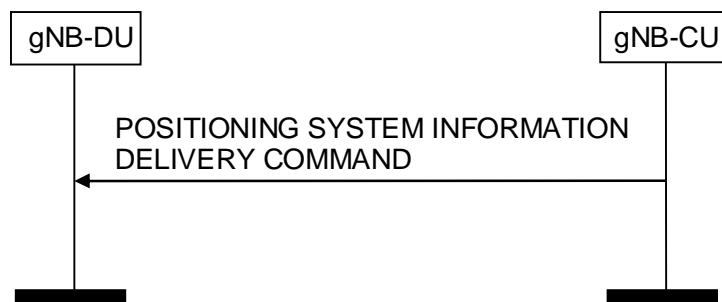 gNB-DU
gNB-CU
POSITIONING SYSTEM INFORMATION
DELIVERY COMMAND